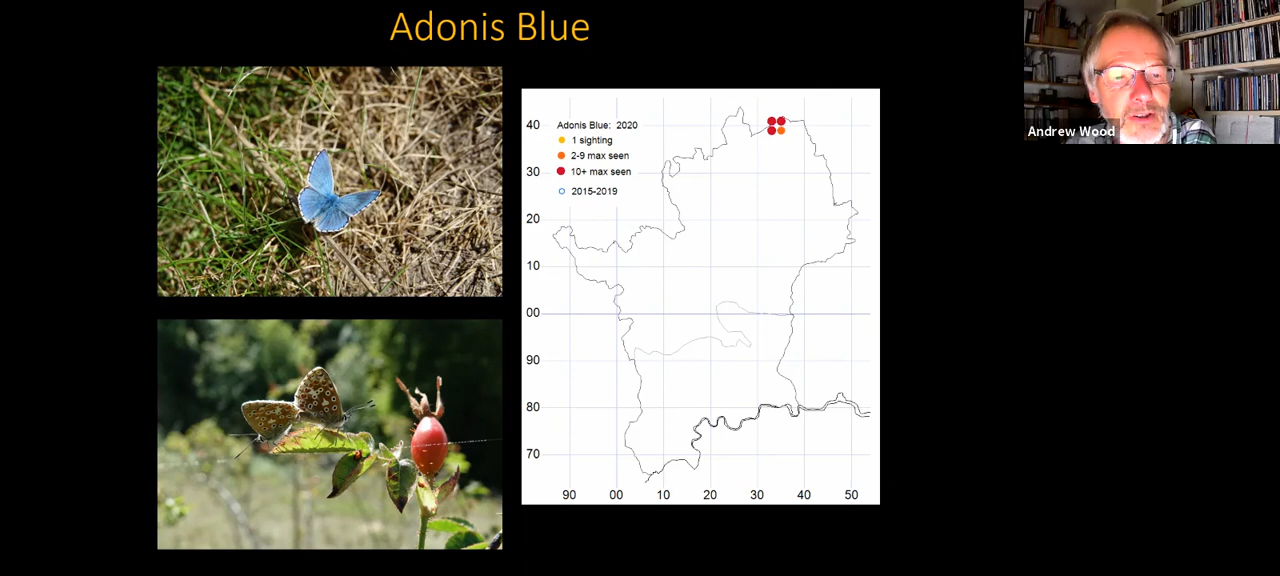 Adonis Blue
Andrew Wood
Adonis Blue: 2020
1 sighting
2-9 max seen
10+ max seen
2015-2019
40
30
20
10
00
90
80
70
90 00 10 20 30 40 50